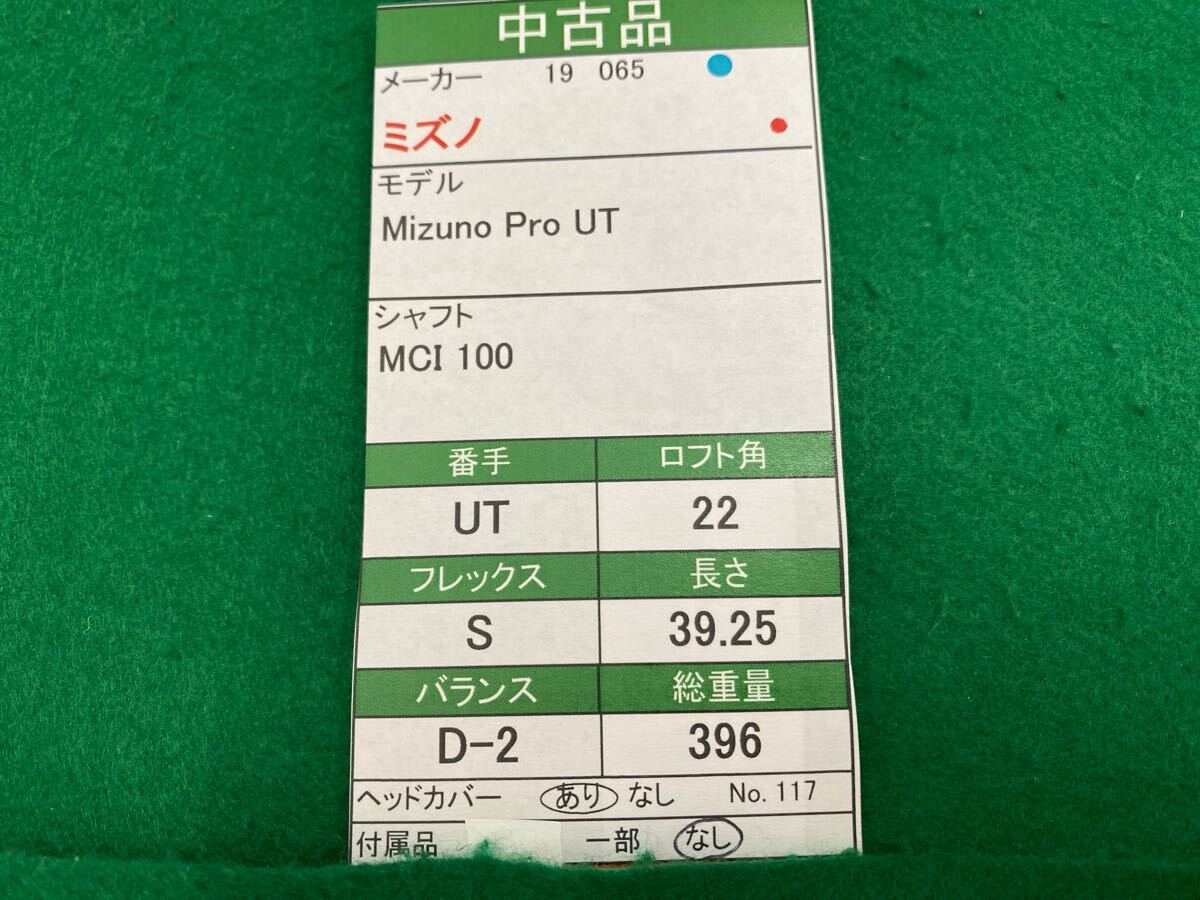 中古品
メーカー 19 065
ミズノ
モデル
Mizuno Pro UT
シャフト
MCI 100
番手 ロフト角
UT 22
フレックス 長さ
S 39.25
バランス 総重量
D-2 396
ヘッドカバー あり なし No. 117
付属品 一部 なし